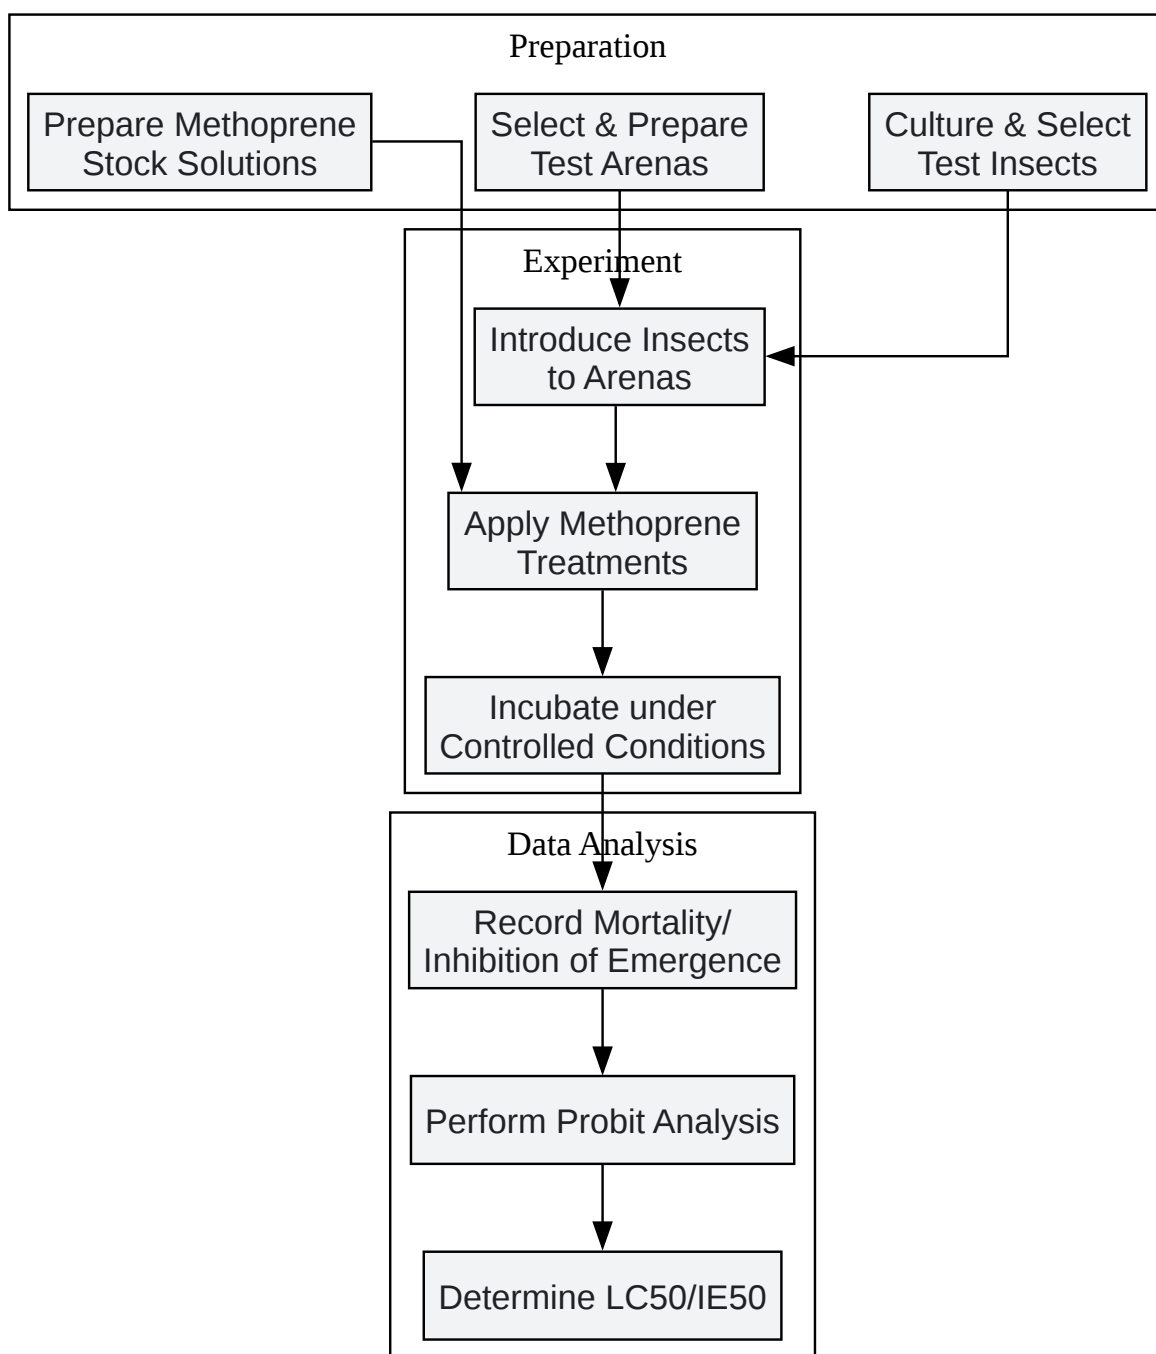 Preparation
Prepare Methoprene
Stock Solutions
Select & Prepare
Test Arenas
Culture & Select
Test Insects
Experiment
Introduce Insects
to Arenas
Apply Methoprene
Treatments
Incubate under
Controlled Conditions
Data Analysis
Record Mortality/
Inhibition of Emergence
Perform Probit Analysis
Determine LC50/IE50